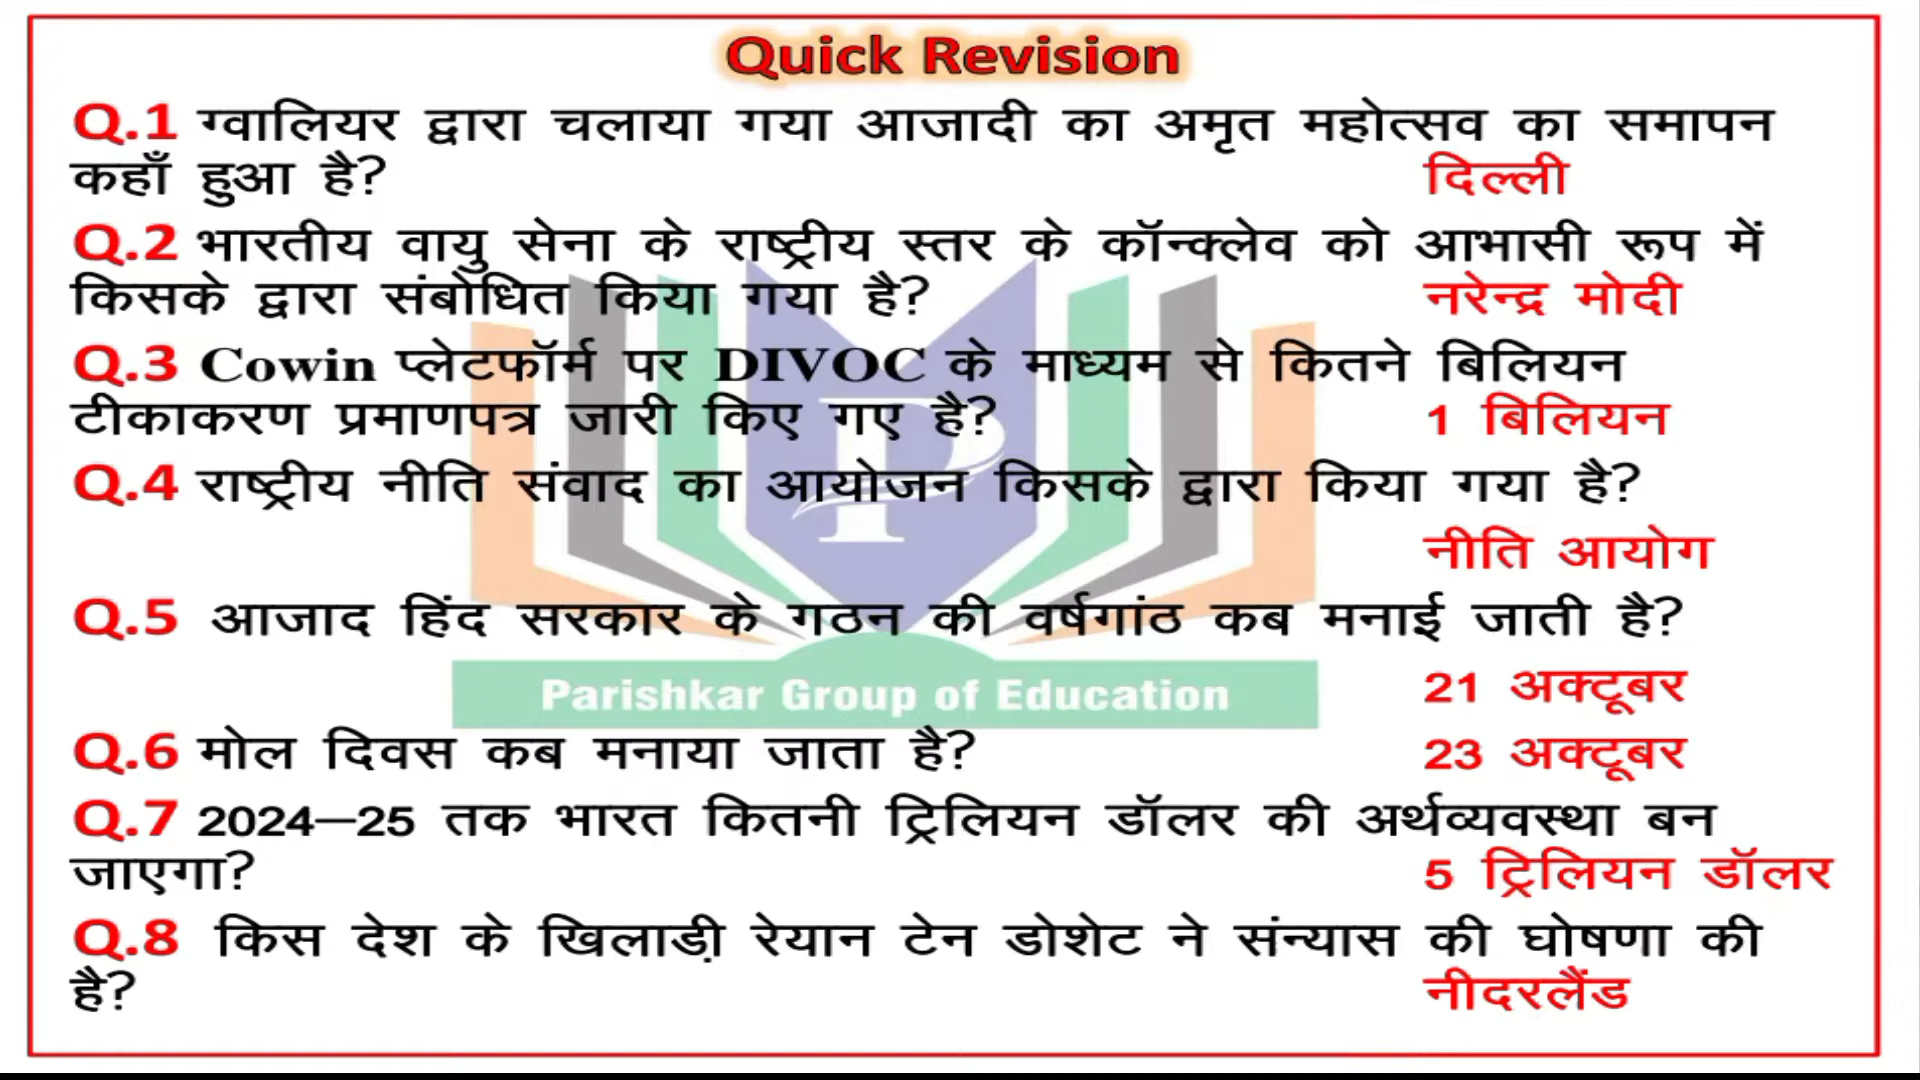 Quick Revision
Q.1 ग्वालियर द्वारा चलाया गया आजादी का अमृत महोत्सव का समापन
कहाँ हुआ है? दिल्ली
Q.2 भारतीय वायु सेना के राष्ट्रीय स्तर के कॉन्क्लेव को आभासी रूप में
किसके द्वारा संबोधित किया गया है? नरेन्द्र मोदी
Q.3 Cowin प्लेटफॉर्म पर DIVOC के माध्यम से कितने बिलियन
टीकाकरण प्रमाणपत्र जारी किए गए है? 1 बिलियन
Q.4 राष्ट्रीय नीति संवाद का आयोजन किसके द्वारा किया गया है?
नीति आयोग
Q.5 आजाद हिंद सरकार के गठन की वर्षगांठ कब मनाई जाती है?
21 अक्टूबर
Parishkar Group of Education
Q.6 मोल दिवस कब मनाया जाता है? 23 अक्टूबर
Q.7 2024–25 तक भारत कितनी ट्रिलियन डॉलर की अर्थव्यवस्था बन
जाएगा? 5 ट्रिलियन डॉलर
Q.8 किस देश के खिलाड़ी रेयान टेन डोशेट ने संन्यास की घोषणा की
है? नीदरलैंड